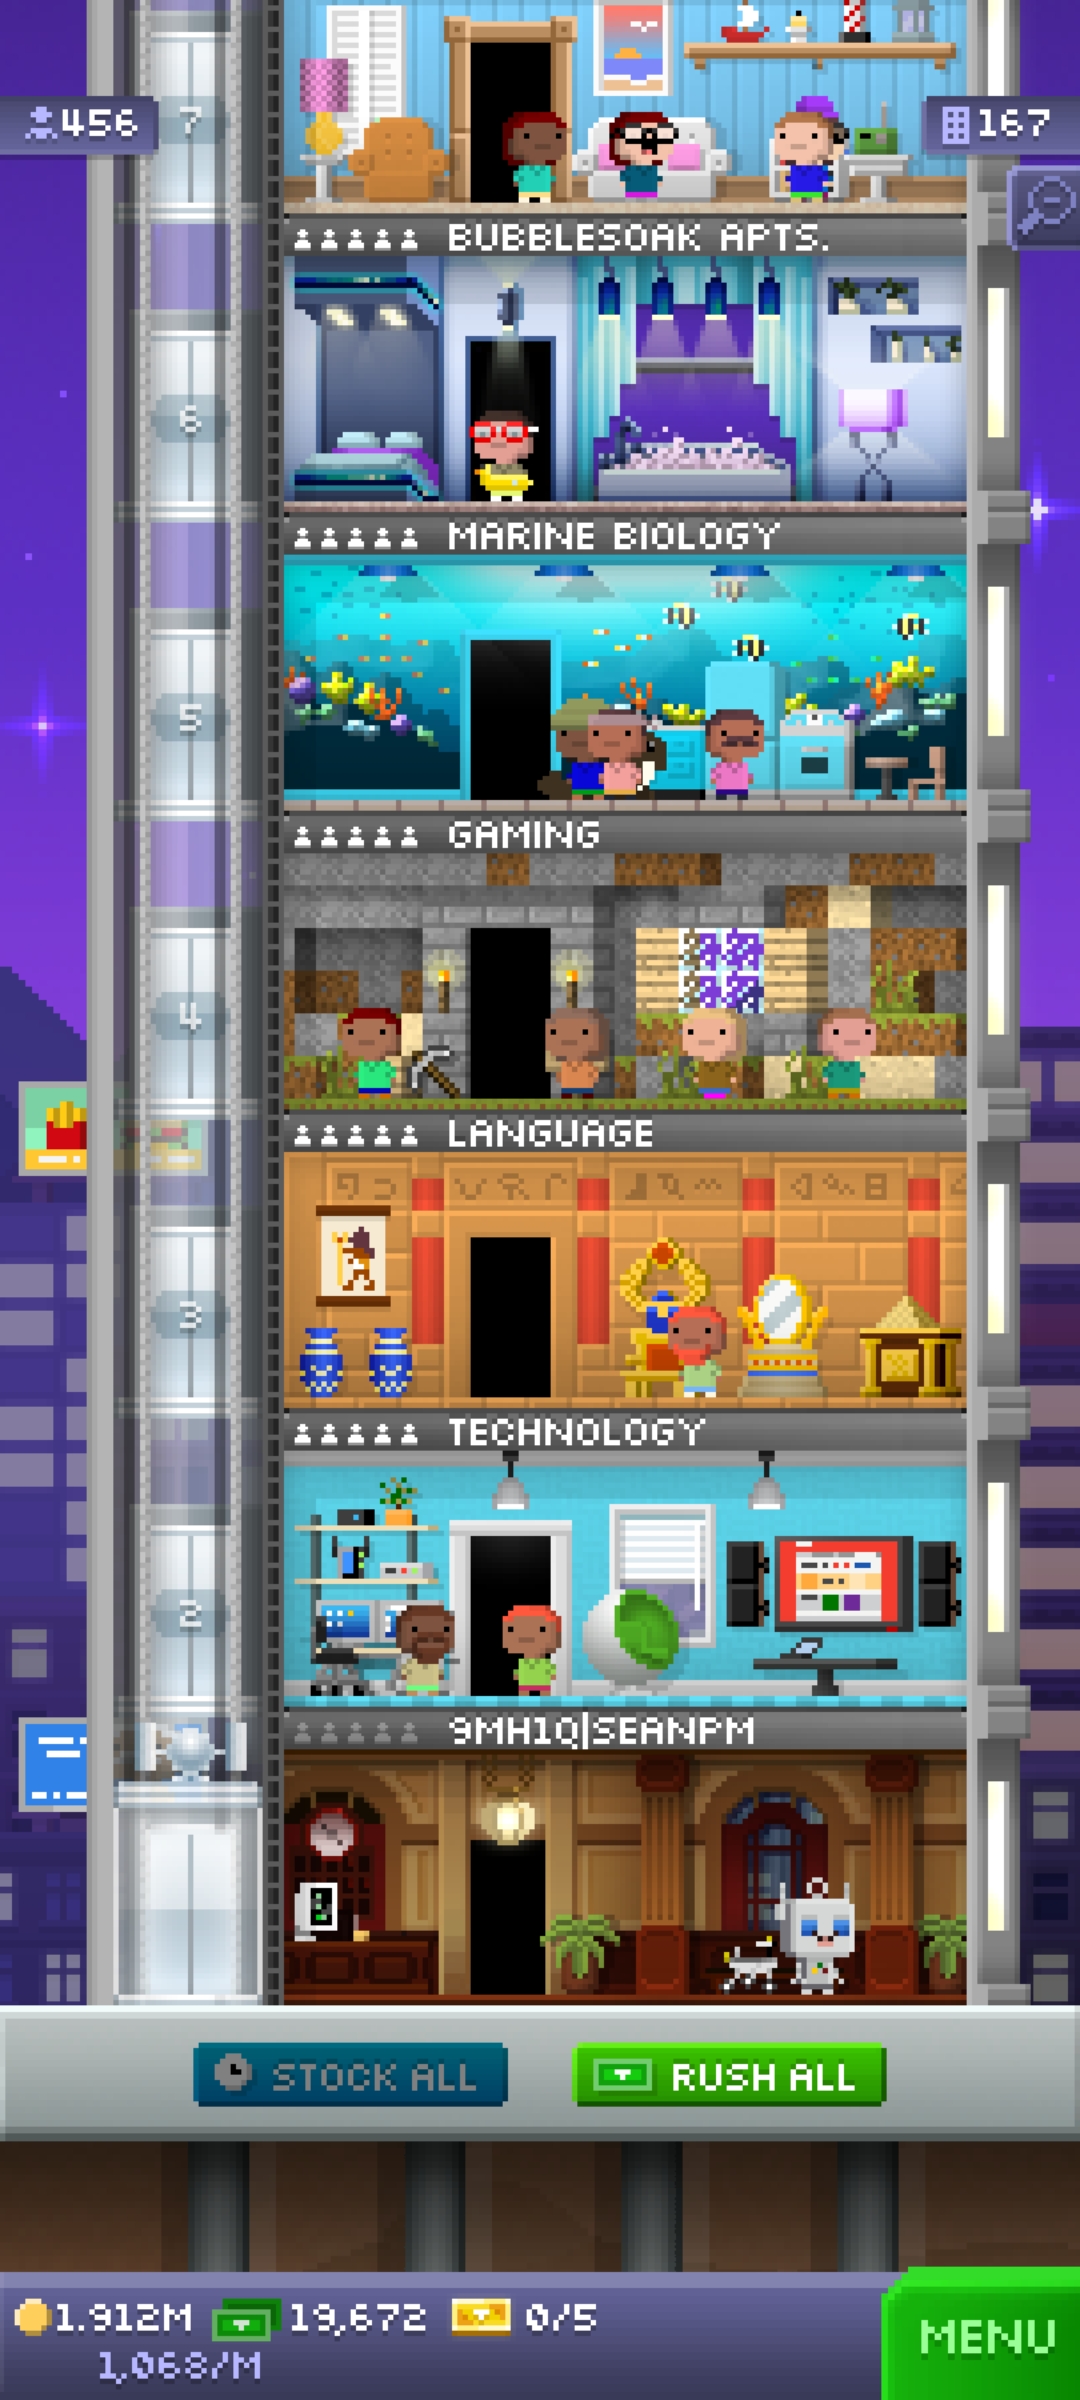 456
7
167
BUBBLESOAK APTS.
6
MARINE BIOLOGY
5
GAMING
4
LANGUAGE
3
TECHNOLOGY
2
9MH1Q|SEANPM
STOCK ALL
RUSH ALL
1.912M
19,672
0/5
1,068/M
MENU